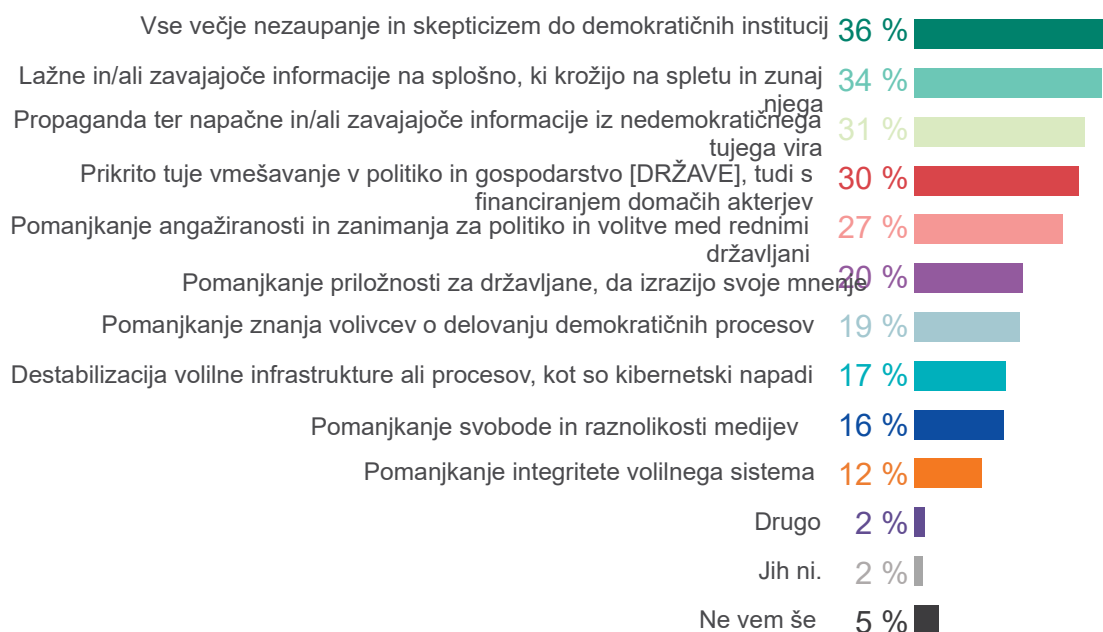 Vse večje nezaupanje in skepticizem do demokratičnih institucij 36 %
Lažne in/ali zavajajoče informacije na splošno, ki krožijo na spletu in zunaj 34 %
njega
Propaganda ter napačne in/ali zavajajoče informacije iz nedemokratičnega 31 %
tujega vira
Prikrito tuje vmešavanje v politiko in gospodarstvo [DRŽAVE], tudi s 30 %
financiranjem domačih akterjev
Pomanjkanje angažiranosti in zanimanja za politiko in volitve med rednimi 27 %
državljani
Pomanjkanje priložnosti za državljane, da izrazijo svoje mnenje 20 %
Pomanjkanje znanja volivcev o delovanju demokratičnih procesov 19 %
Destabilizacija volilne infrastrukture ali procesov, kot so kibernetski napadi 17 %
Pomanjkanje svobode in raznolikosti medijev 16 %
Pomanjkanje integritete volilnega sistema 12 %
Drugo 2 %
Jih ni. 2 %
Ne vem še 5 %